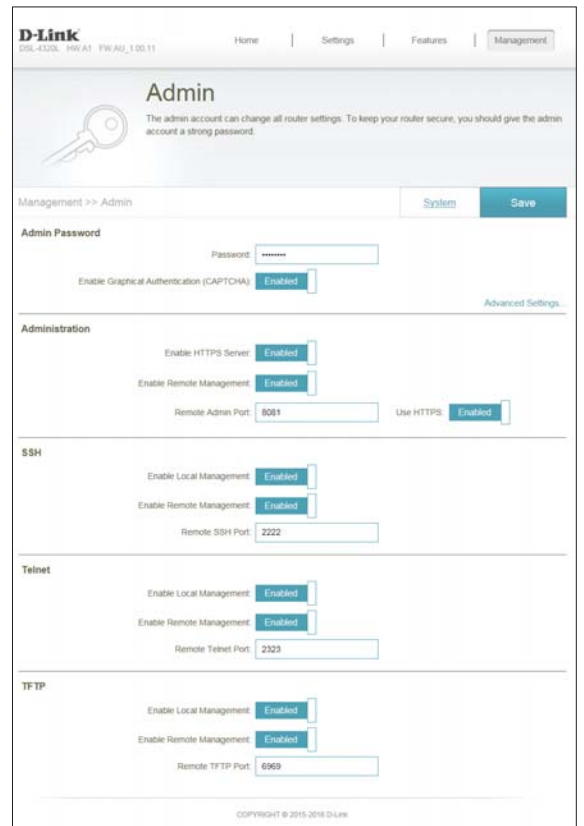 D-Link
DSL-4320L HW:A1 FW:AU_1.00.11
Home | Settings | Features | Management
Admin
The admin account can change all router settings. To keep your router secure, you should give the admin
account a strong password.
Management >> Admin
System
Save
Admin Password
Password: ••••••••
Enable Graphical Authentication (CAPTCHA): Enabled
Advanced Settings...
Administration
Enable HTTPS Server: Enabled
Enable Remote Management: Enabled
Remote Admin Port: 8081 Use HTTPS: Enabled
SSH
Enable Local Management: Enabled
Enable Remote Management: Enabled
Remote SSH Port: 2222
Telnet
Enable Local Management: Enabled
Enable Remote Management: Enabled
Remote Telnet Port: 2323
TFTP
Enable Local Management: Enabled
Enable Remote Management: Enabled
Remote TFTP Port: 6969
COPYRIGHT © 2015-2016 D-Link